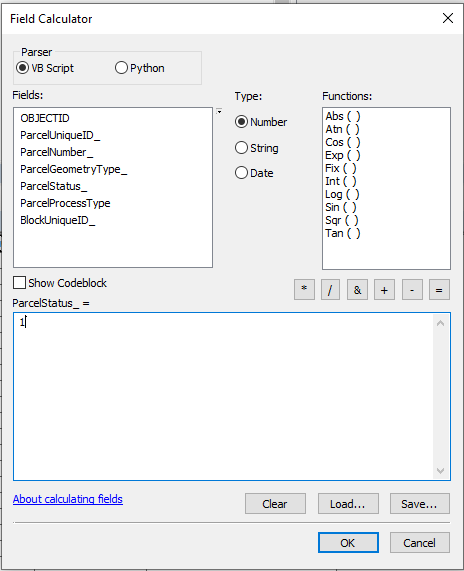 Field Calculator
Parser
VB Script
Python
Fields:
Type:
Functions:
OBJECTID
ParcelUniqueID_
ParcelNumber_
ParcelGeometryType_
ParcelStatus_
ParcelProcessType
BlockUniqueID_
Number
String
Date
Abs ( )
Atn ( )
Cos ( )
Exp ( )
Fix ( )
Int ( )
Log ( )
Sin ( )
Sqr ( )
Tan ( )
Show Codeblock
* / & + - =
ParcelStatus_ =
1
About calculating fields
Clear
Load...
Save...
OK
Cancel